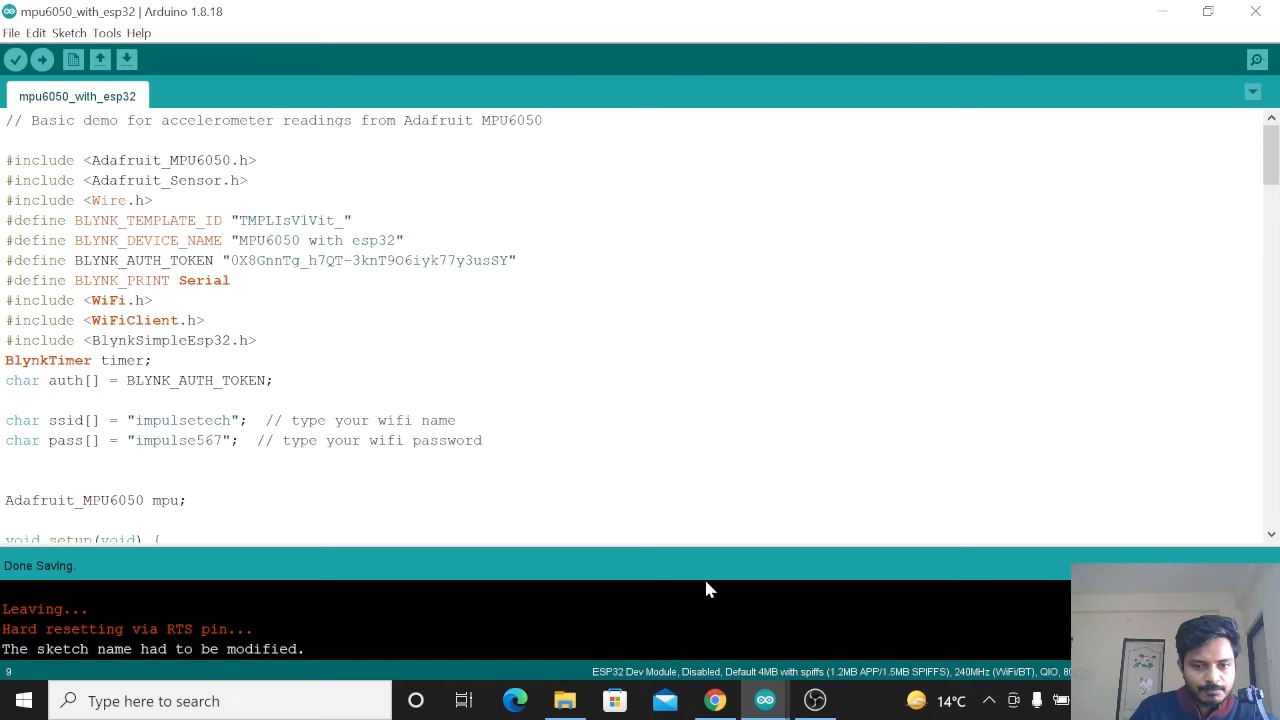 mpu6050_with_esp32 | Arduino 1.8.18
File Edit Sketch Tools Help
mpu6050_with_esp32
// Basic demo for accelerometer readings from Adafruit MPU6050
#include <Adafruit_MPU6050.h>
#include <Adafruit_Sensor.h>
#include <Wire.h>
#define BLYNK_TEMPLATE_ID "TMPLIsVlVit_"
#define BLYNK_DEVICE_NAME "MPU6050 with esp32"
#define BLYNK_AUTH_TOKEN "0X8GnnTg_h7QT-3knT9O6iyk77y3usSY"
#define BLYNK_PRINT Serial
#include <WiFi.h>
#include <WiFiClient.h>
#include <BlynkSimpleEsp32.h>
BlynkTimer timer;
char auth[] = BLYNK_AUTH_TOKEN;
char ssid[] = "impulsetech";  // type your wifi name
char pass[] = "impulse567";  // type your wifi password
Adafruit_MPU6050 mpu;
void setup(void) {
Done Saving.
Leaving...
Hard resetting via RTS pin...
The sketch name had to be modified.
9
ESP32 Dev Module, Disabled, Default 4MB with spiffs (1.2MB APP/1.5MB SPIFFS), 240MHz (WiFi/BT), QIO, 80
Type here to search
14°C